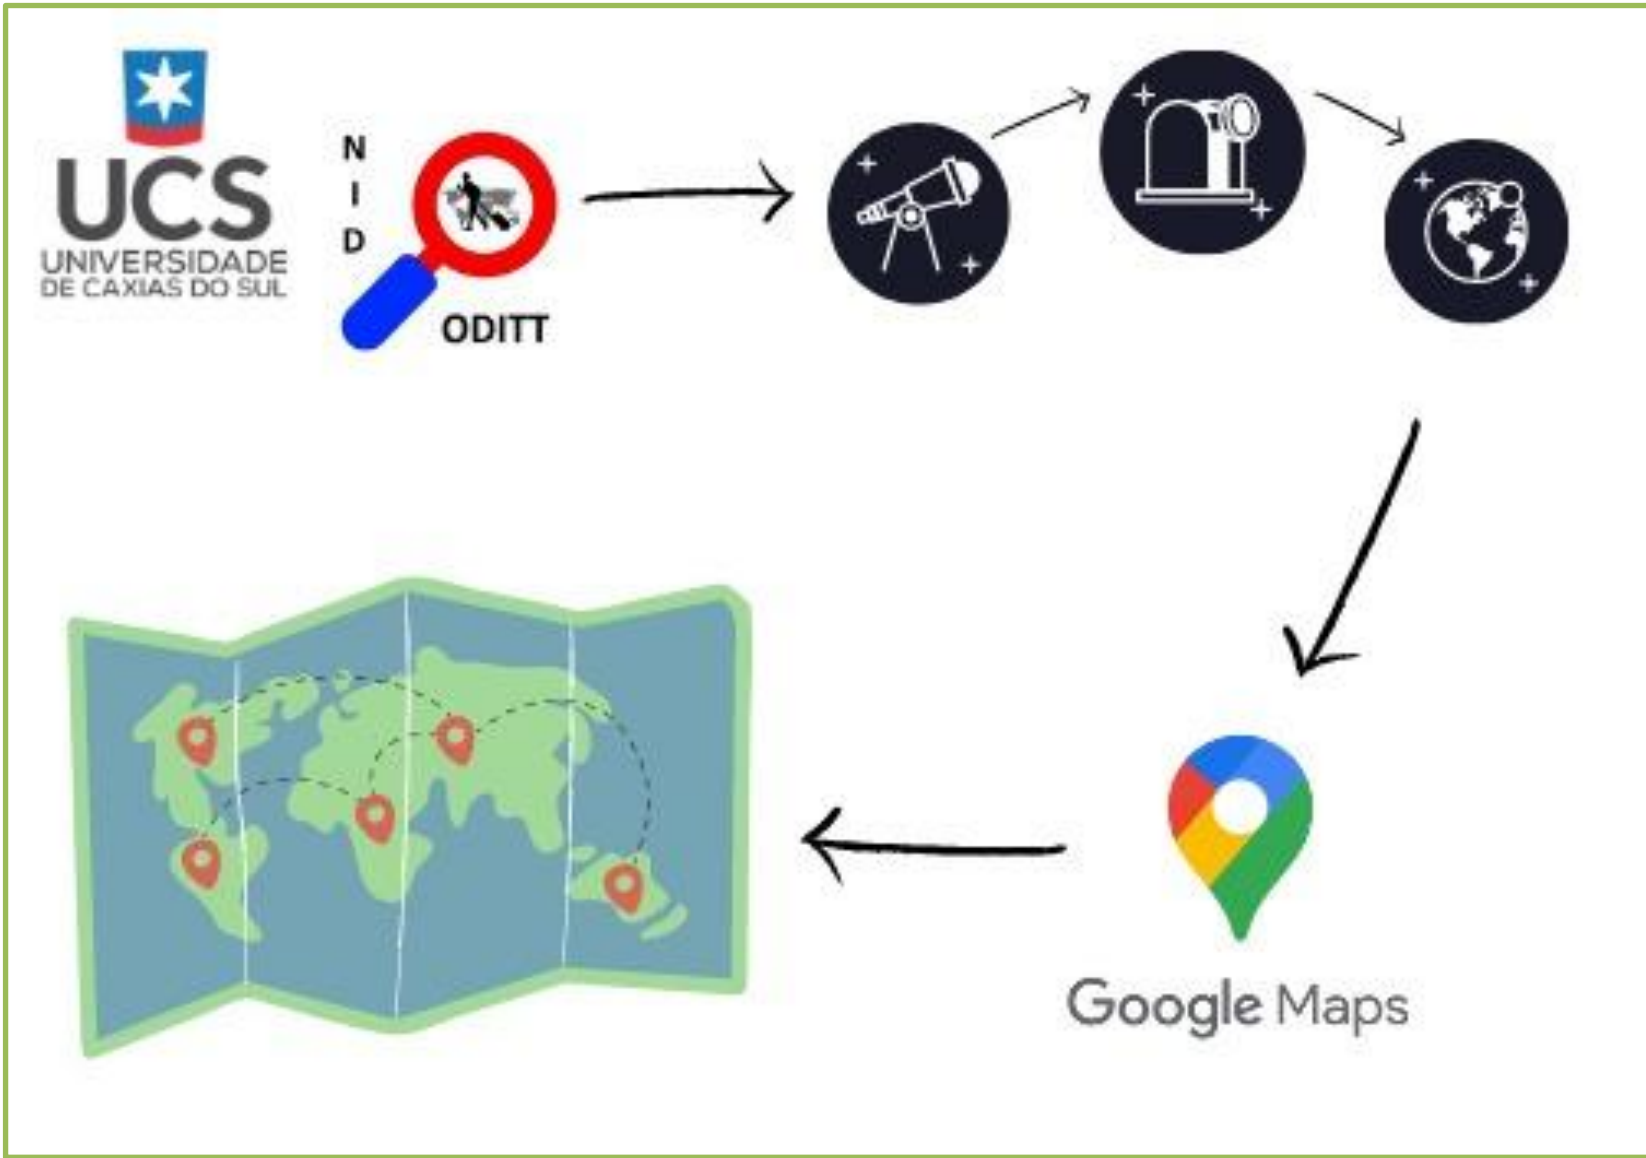 UCS
UNIVERSIDADE
DE CAXIAS DO SUL
N
I
D
ODITT
Google Maps